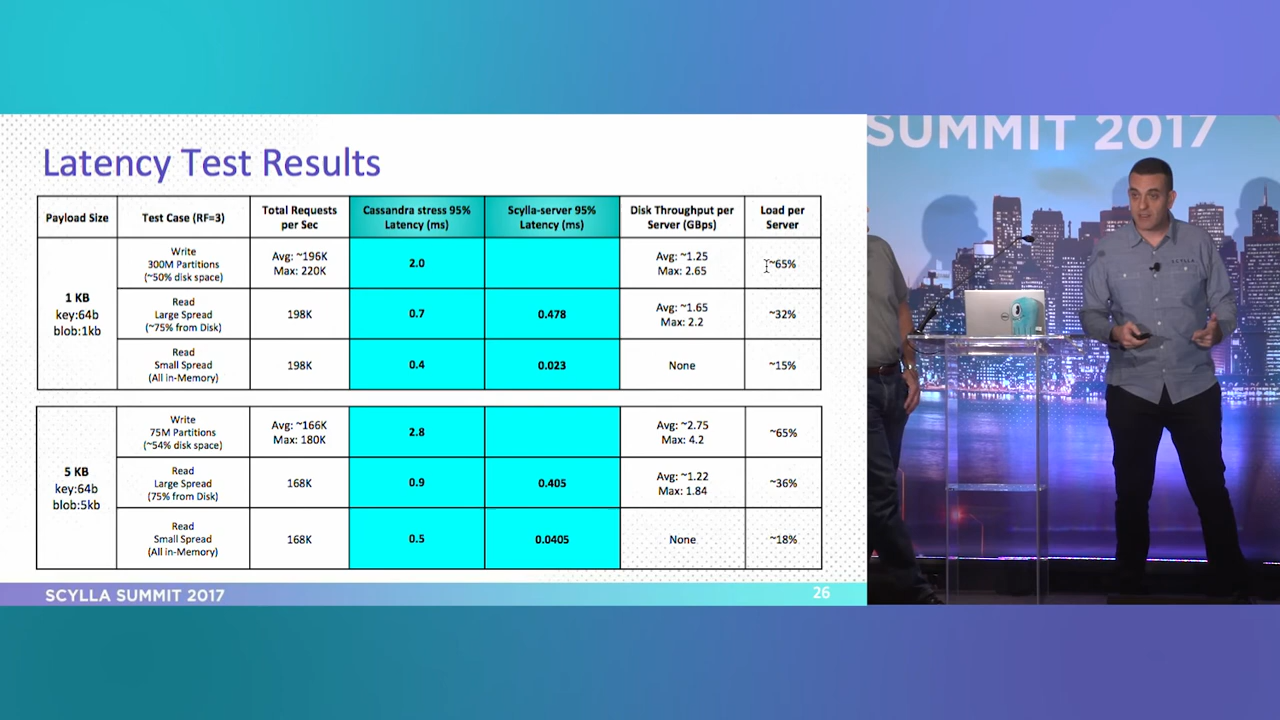 SUMMIT 2017
Latency Test Results
Payload Size
Test Case (RF=3)
Total Requests
per Sec
Cassandra stress 95%
Latency (ms)
Scylla-server 95%
Latency (ms)
Disk Throughput per
Server (GBps)
Load per
Server
1 KB
key:64b
blob:1kb
Write
300M Partitions
(~50% disk space)
Avg: ~196K
Max: 220K
2.0
Avg: ~1.25
Max: 2.65
~65%
Read
Large Spread
(~75% from Disk)
198K
0.7
0.478
Avg: ~1.65
Max: 2.2
~32%
Read
Small Spread
(All in-Memory)
198K
0.4
0.023
None
~15%
5 KB
key:64b
blob:5kb
Write
75M Partitions
(~54% disk space)
Avg: ~166K
Max: 180K
2.8
Avg: ~2.75
Max: 4.2
~65%
Read
Large Spread
(75% from Disk)
168K
0.9
0.405
Avg: ~1.22
Max: 1.84
~36%
Read
Small Spread
(All in-Memory)
168K
0.5
0.0405
None
~18%
SCYLLA SUMMIT 2017
26
SCYLLA